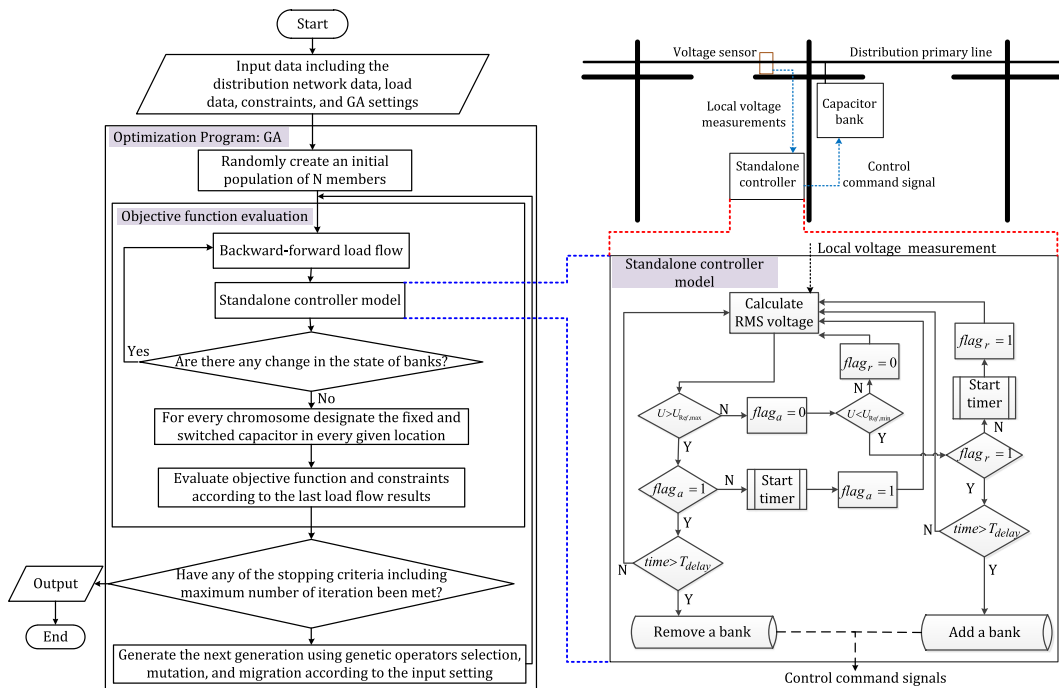 Start
Input data including the
distribution network data, load
data, constraints, and GA settings
Optimization Program: GA
Randomly create an initial
population of N members
Objective function evaluation
Backward-forward load flow
Standalone controller model
Yes
Are there any change in the state of banks?
No
For every chromosome designate the fixed and
switched capacitor in every given location
Evaluate objective function and constraints
according to the last load flow results
Have any of the stopping criteria including
maximum number of iteration been met?
Output
End
Generate the next generation using genetic operators selection,
mutation, and migration according to the input setting
Voltage sensor
Distribution primary line
Local voltage
measurements
Capacitor
bank
Standalone
controller
Control
command signal
Local voltage measurement
Standalone controller
model
Calculate
RMS voltage
flag_r = 1
flag_r = 0
N
Start
timer
U>U_Ref,max
N
flag_a = 0
U<U_Ref,min
N
Y
Y
flag_r = 1
flag_a = 1
N
Start
timer
flag_a = 1
Y
Y
N
time>T_delay
time>T_delay
N
Y
Y
Remove a bank
Add a bank
Control command signals